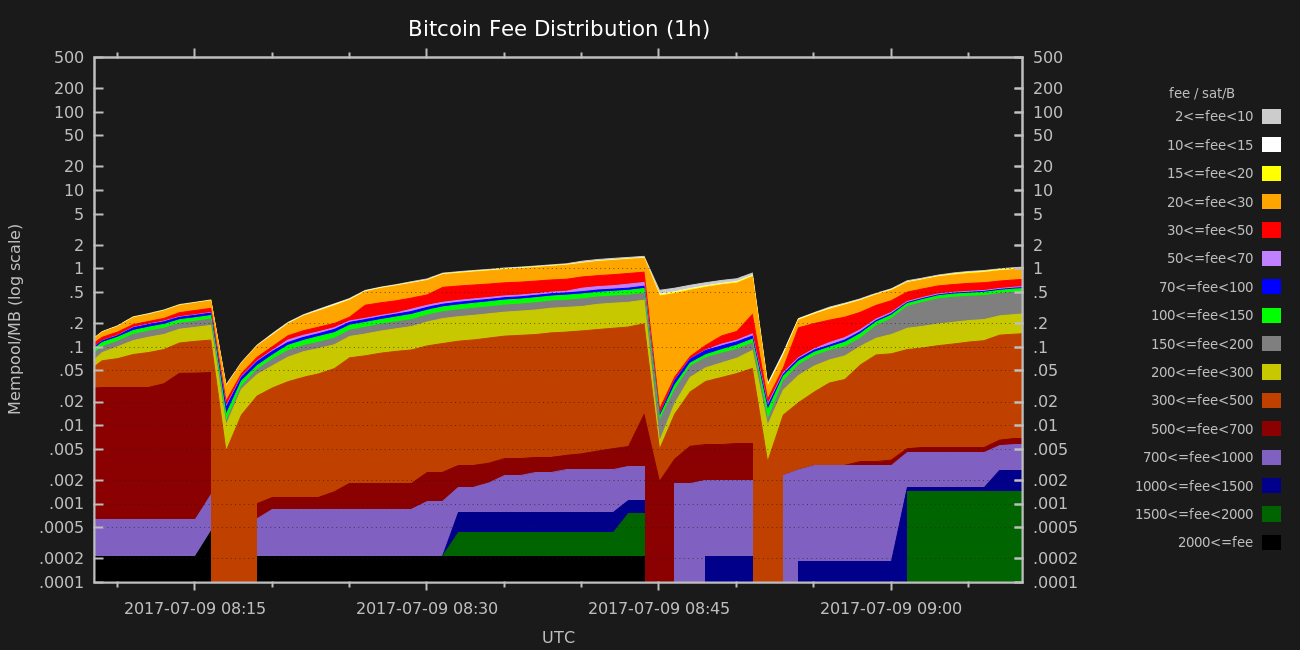 Bitcoin Fee Distribution (1h)
Mempool/MB (log scale)
500
200
100
50
20
10
5
2
1
.5
.2
.1
.05
.02
.01
.005
.002
.001
.0005
.0002
.0001
500
200
100
50
20
10
5
2
1
.5
.2
.1
.05
.02
.01
.005
.002
.001
.0005
.0002
.0001
fee / sat/B
2<=fee<10
10<=fee<15
15<=fee<20
20<=fee<30
30<=fee<50
50<=fee<70
70<=fee<100
100<=fee<150
150<=fee<200
200<=fee<300
300<=fee<500
500<=fee<700
700<=fee<1000
1000<=fee<1500
1500<=fee<2000
2000<=fee
2017-07-09 08:15 2017-07-09 08:30 2017-07-09 08:45 2017-07-09 09:00
UTC